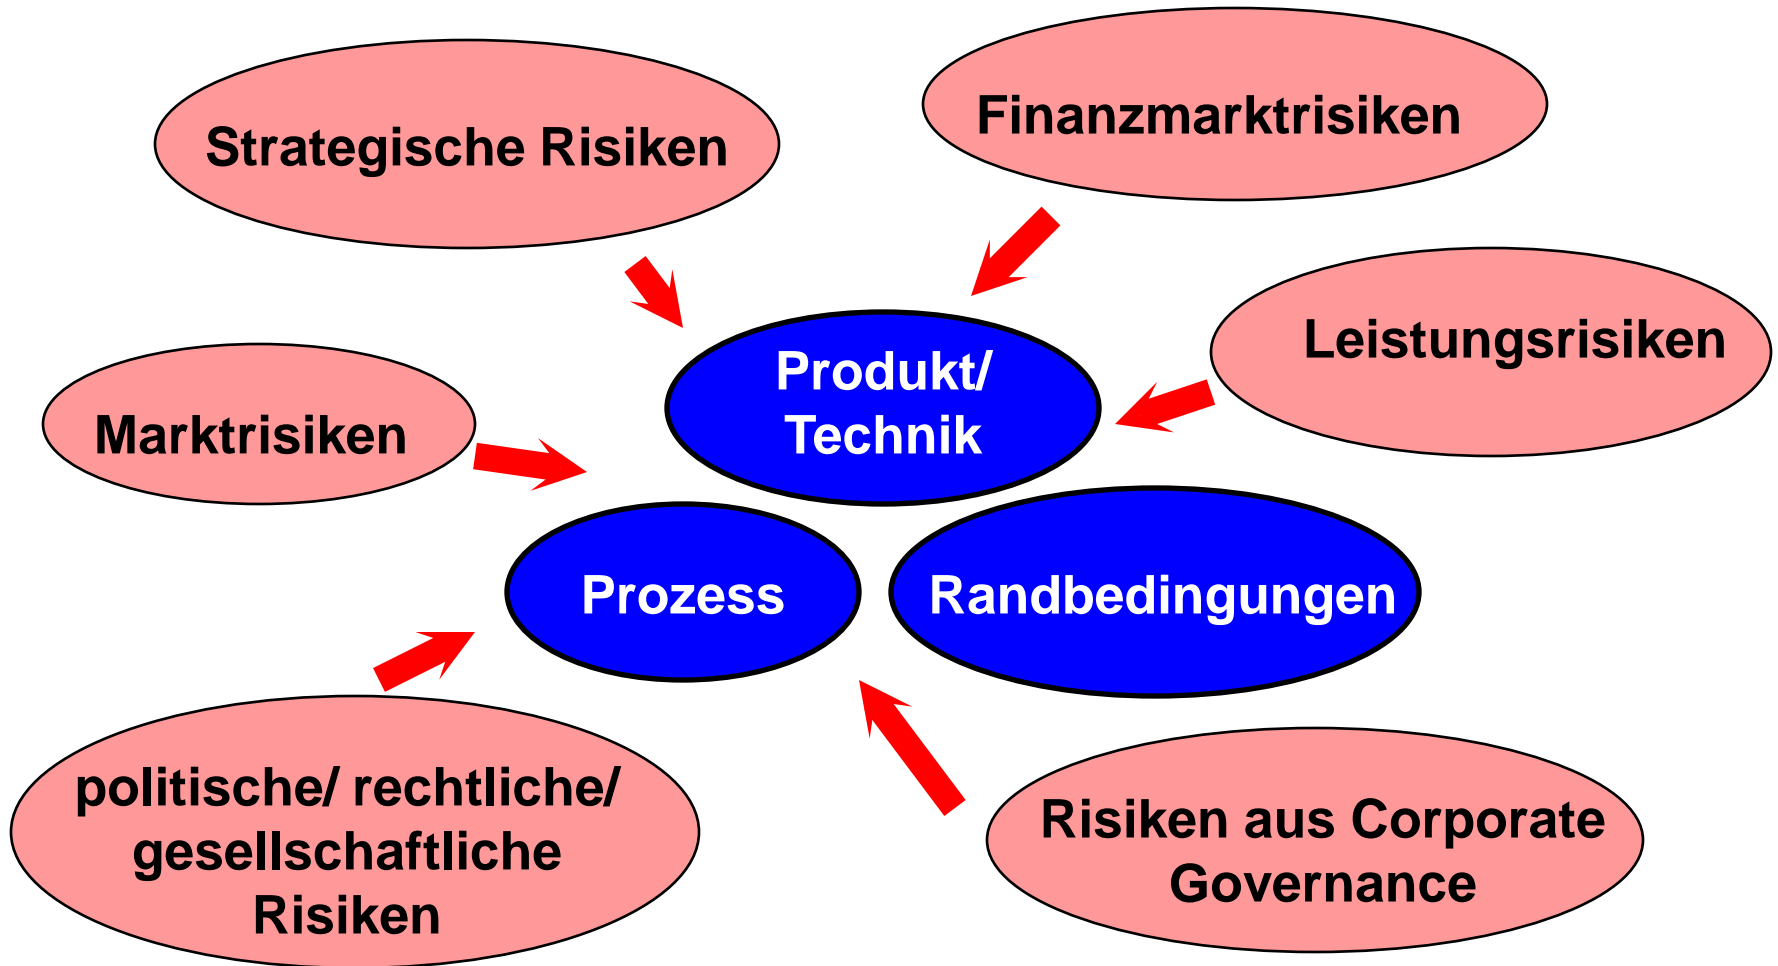 Strategische Risiken
Finanzmarktrisiken
Leistungsrisiken
Produkt/
Technik
Marktrisiken
Prozess
Randbedingungen
politische/ rechtliche/
gesellschaftliche
Risiken
Risiken aus Corporate
Governance